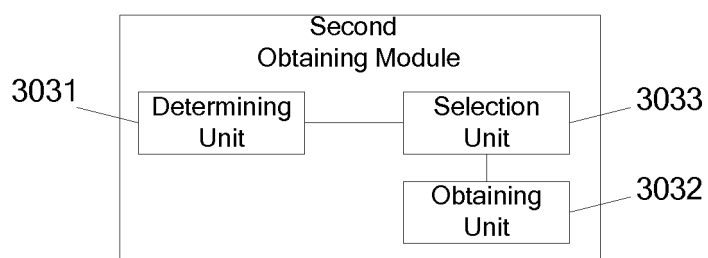 Second
Obtaining Module
3031
Determining
Unit
Selection
Unit
3033
Obtaining
Unit
3032